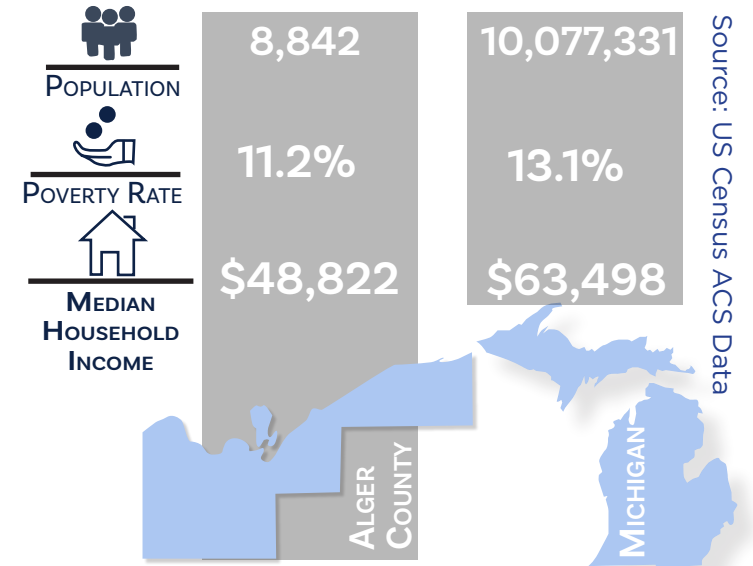 8,842
10,077,331
Population
11.2%
13.1%
Poverty Rate
$48,822
$63,498
Median
Household
Income
Alger
County
Michigan
Source: US Census ACS Data